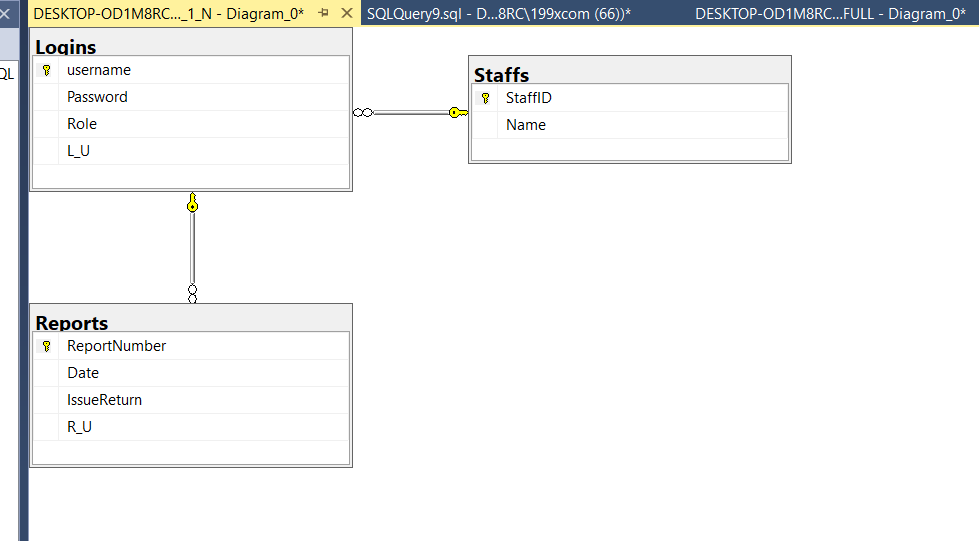 DESKTOP-OD1M8RC..._1_N - Diagram_0*
SQLQuery9.sql - D...8RC\199xcom (66))*
DESKTOP-OD1M8RC...FULL - Diagram_0*
QL
Logins
username
Password
Role
L_U
Staffs
StaffID
Name
Reports
ReportNumber
Date
IssueReturn
R_U